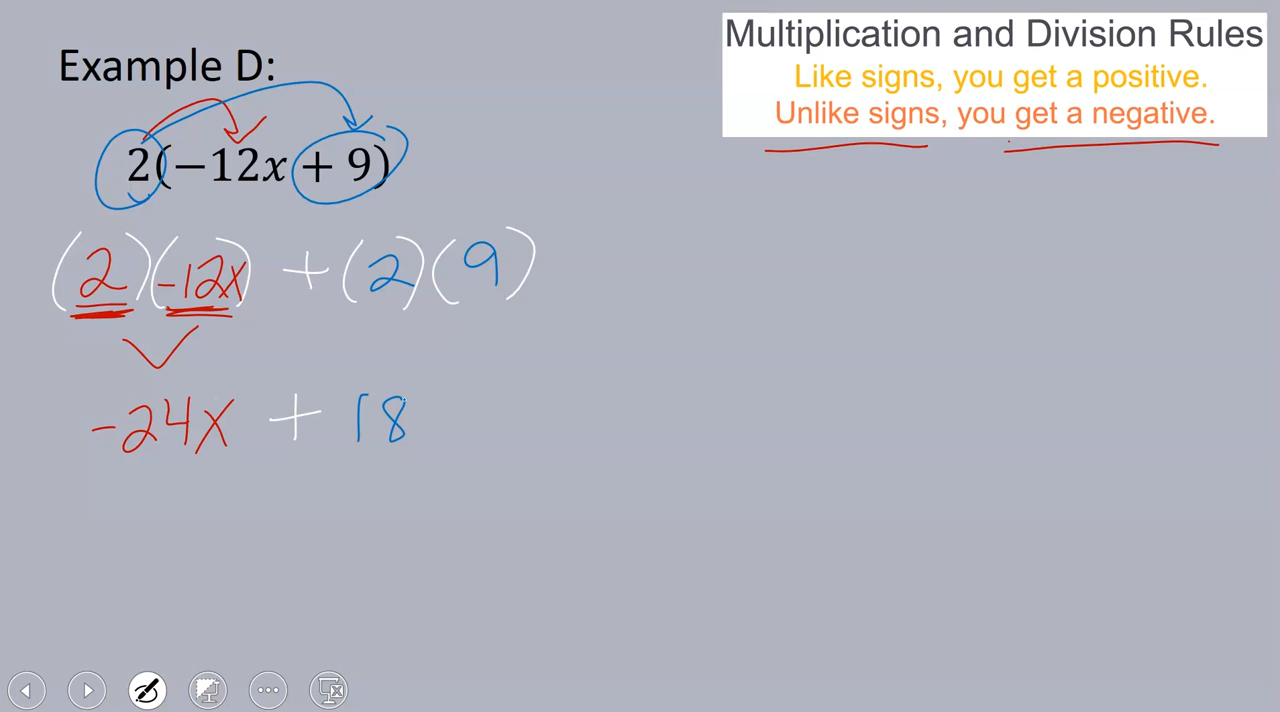 Example D:
2(−12x + 9)
(2)(-12x) + (2)(9)
-24x + 18
Multiplication and Division Rules
Like signs, you get a positive.
Unlike signs, you get a negative.